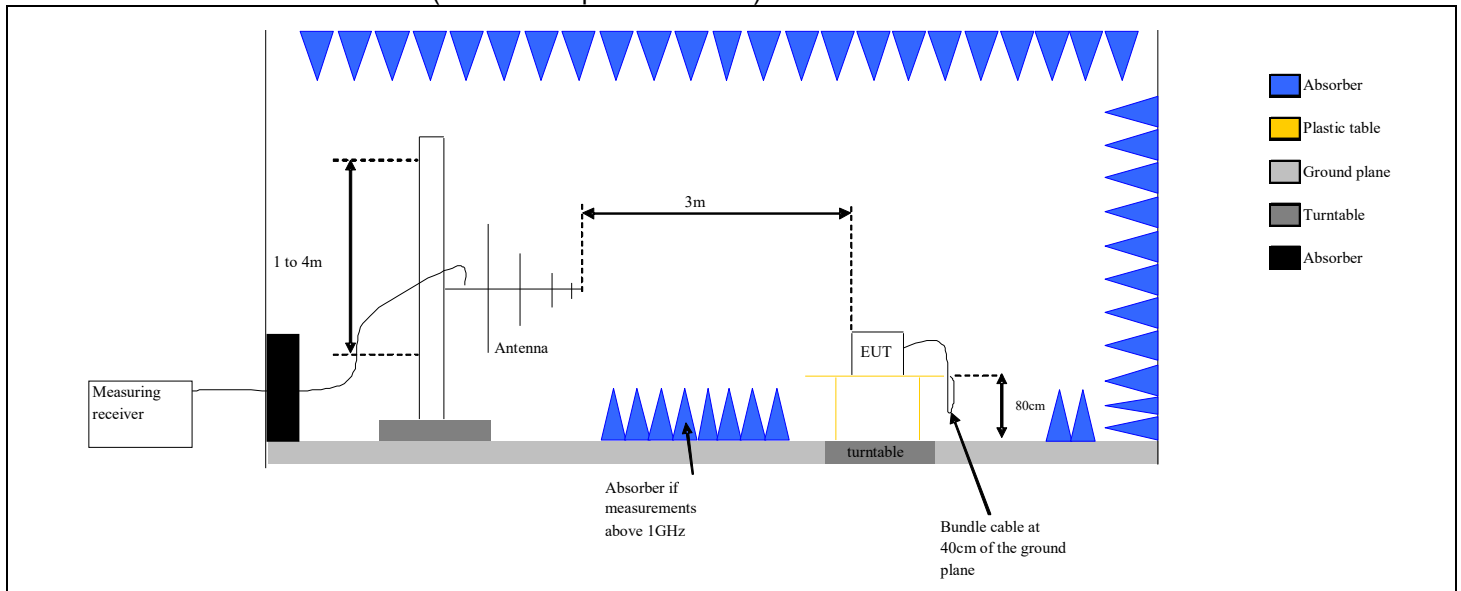 Absorber
Plastic table
Ground plane
Turntable
Absorber
3m
1 to 4m
Antenna
EUT
Measuring
receiver
80cm
turntable
Absorber if
measurements
above 1GHz
Bundle cable at
40cm of the ground
plane